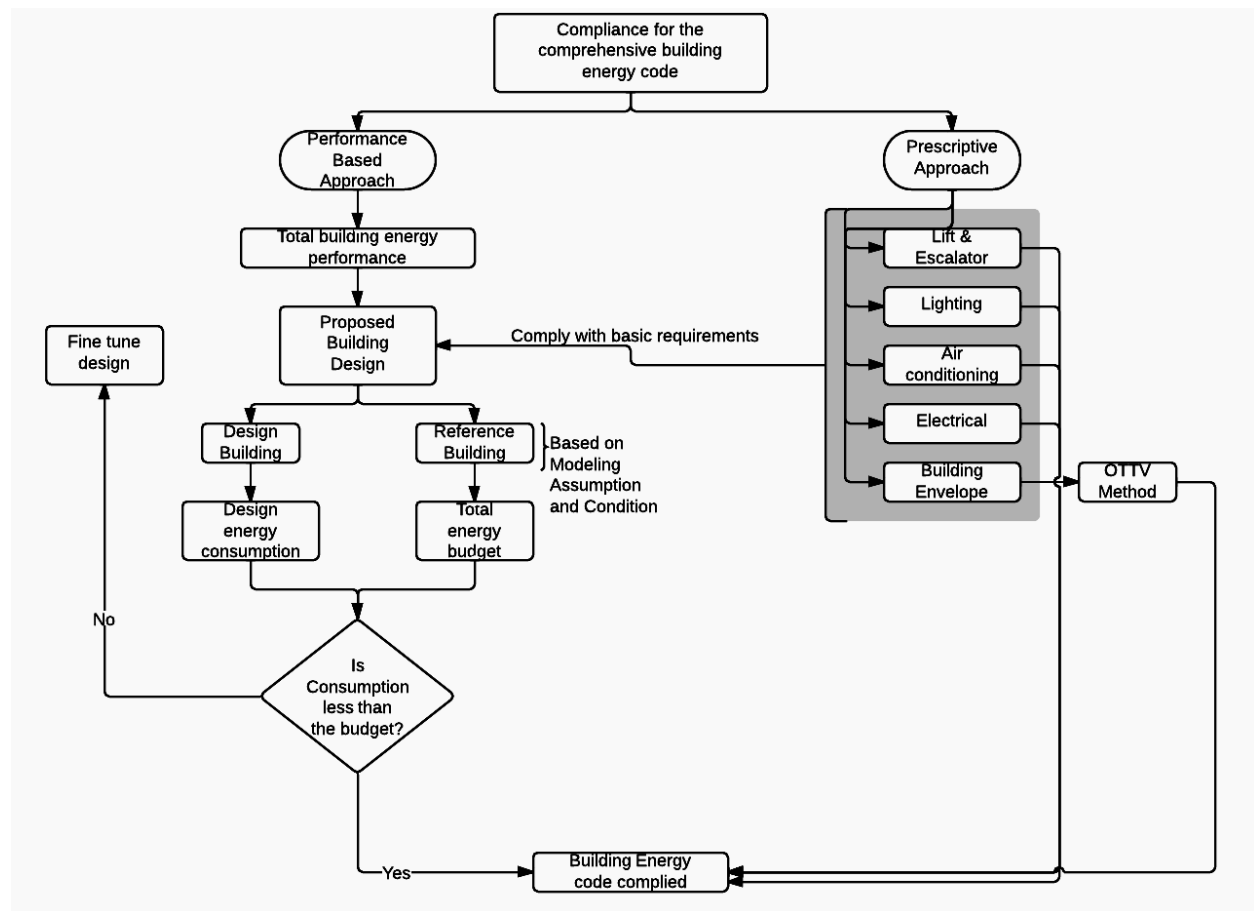 Compliance for the
comprehensive building
energy code
Performance
Based
Approach
Prescriptive
Approach
Total building energy
performance
Lift &
Escalator
Lighting
Air
conditioning
Electrical
Building
Envelope
OTTV
Method
Comply with basic requirements
Proposed
Building
Design
Fine tune
design
Design
Building
Reference
Building
Based on
Modeling
Assumption
and Condition
Design
energy
consumption
Total
energy
budget
No
Is
Consumption
less than
the budget?
Yes
Building Energy
code complied